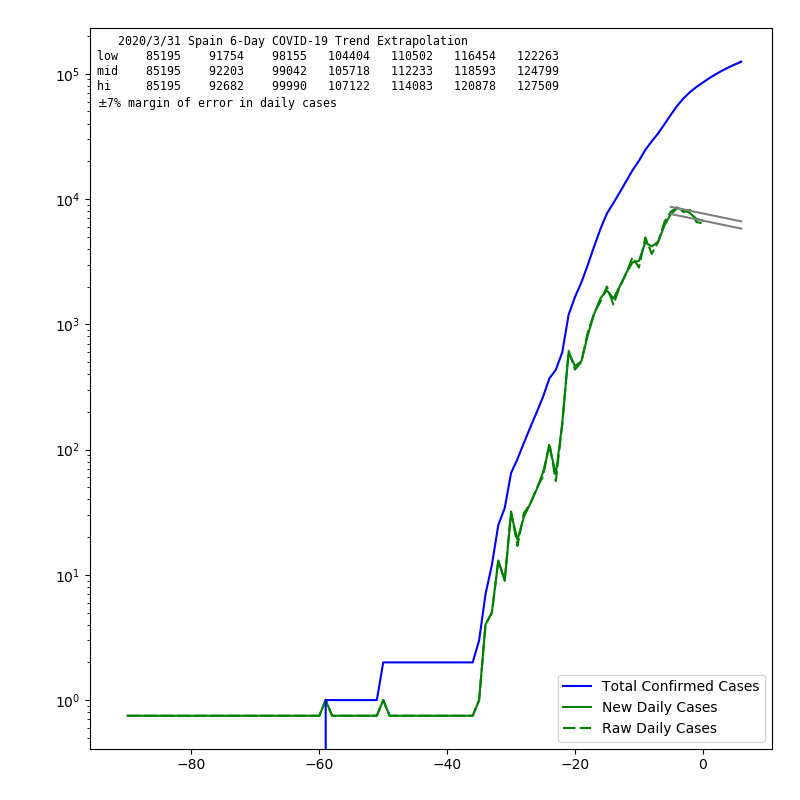 2020/3/31 Spain 6-Day COVID-19 Trend Extrapolation
low 85195 91754 98155 104404 110502 116454 122263
mid 85195 92203 99042 105718 112233 118593 124799
hi 85195 92682 99990 107122 114083 120878 127509
±7% margin of error in daily cases
10⁵
10⁴
10³
10²
10¹
10⁰
Total Confirmed Cases
New Daily Cases
Raw Daily Cases
−80 −60 −40 −20 0